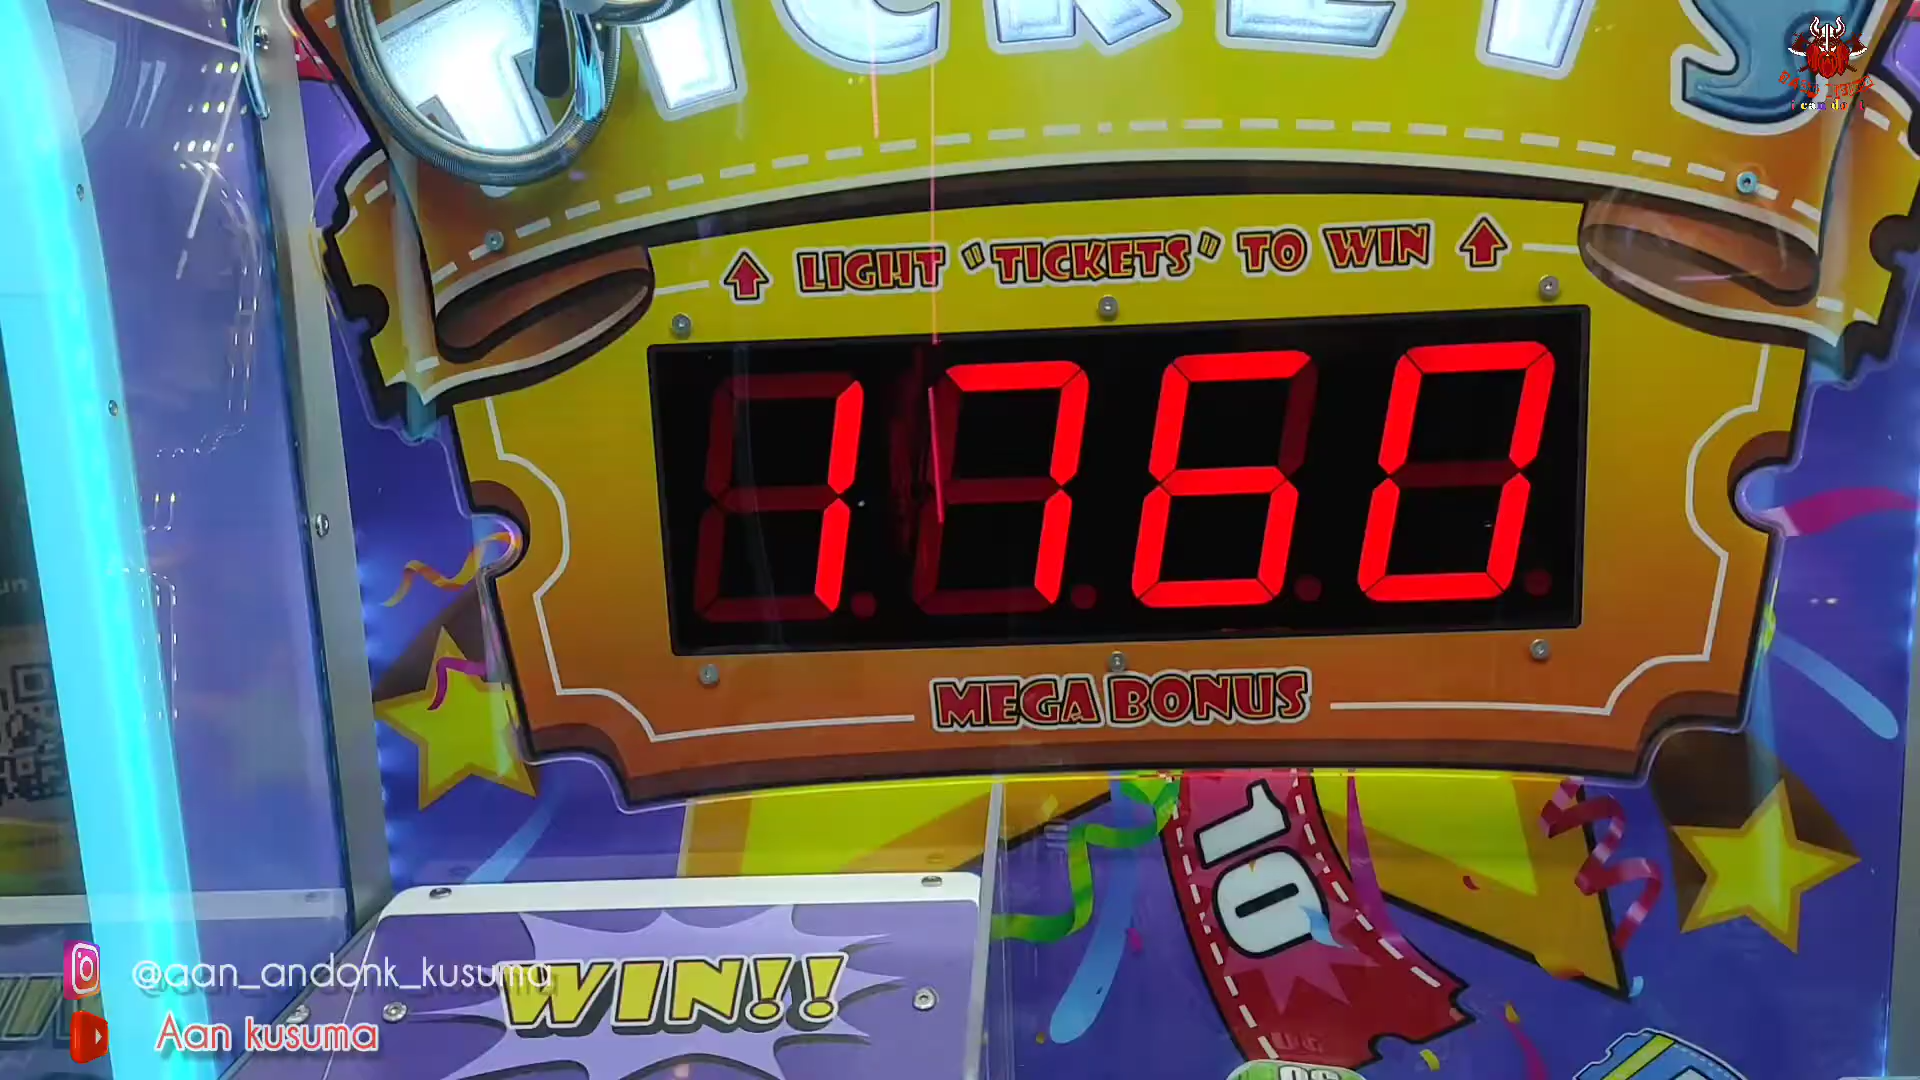 TICKETS
LIGHT "TICKETS" TO WIN
1760
MEGA BONUS
10
WIN!!
@aan_andonk_kusuma
Aan kusuma